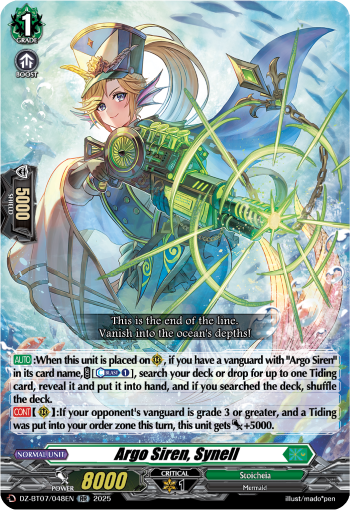 1
GRADE
BOOST
5000
SHIELD
This is the end of the line.
Vanish into the ocean's depths!
AUTO:When this unit is placed on , if you have a vanguard with "Argo Siren"
in its card name, [ 1], search your deck or drop for up to one Tiding
card, reveal it and put it into hand, and if you searched the deck, shuffle
the deck.
CONT [ ]:If your opponent's vanguard is grade 3 or greater, and a Tiding
was put into your order zone this turn, this unit gets +5000.
NORMAL UNIT
Argo Siren, Synell
POWER
8000
CRITICAL
1
Stoicheia
Mermaid
DZ-BT07/048EN RR 2025
illust/mado*pen